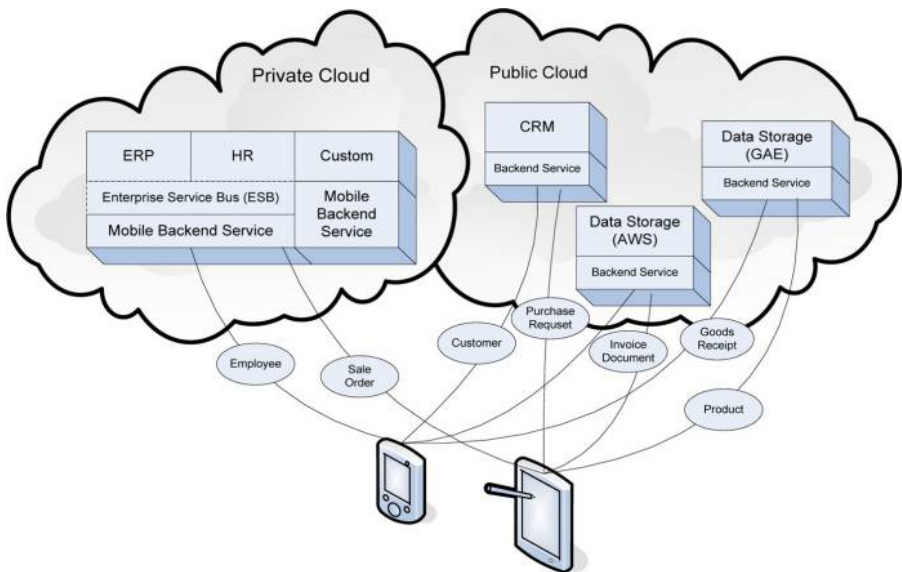 Private Cloud
Public Cloud
ERP
HR
Custom
Enterprise Service Bus (ESB)
Mobile Backend Service
Mobile
Backend
Service
CRM
Backend Service
Data Storage
(GAE)
Backend Service
Data Storage
(AWS)
Backend Service
Employee
Sale
Order
Customer
Purchase
Requset
Invoice
Document
Goods
Receipt
Product